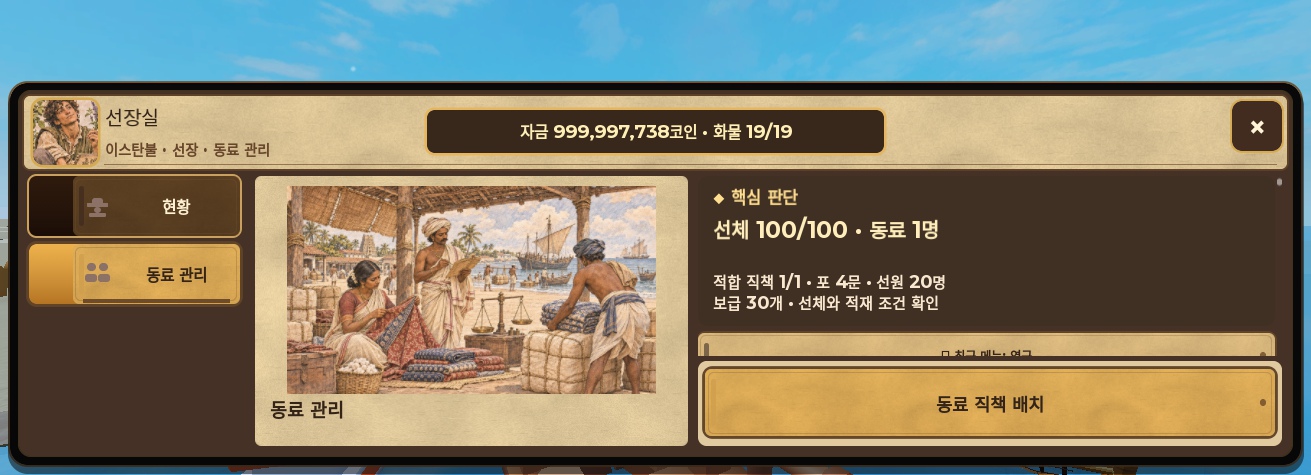 선장실
이스탄불 • 선장 • 동료 관리
자금 999,997,738코인 • 화물 19/19
×
현황
동료 관리
동료 관리
◆ 핵심 판단
선체 100/100 • 동료 1명
적합 직책 1/1 • 포 4문 • 선원 20명
보급 30개 • 선체와 적재 조건 확인
동료 직책 배치